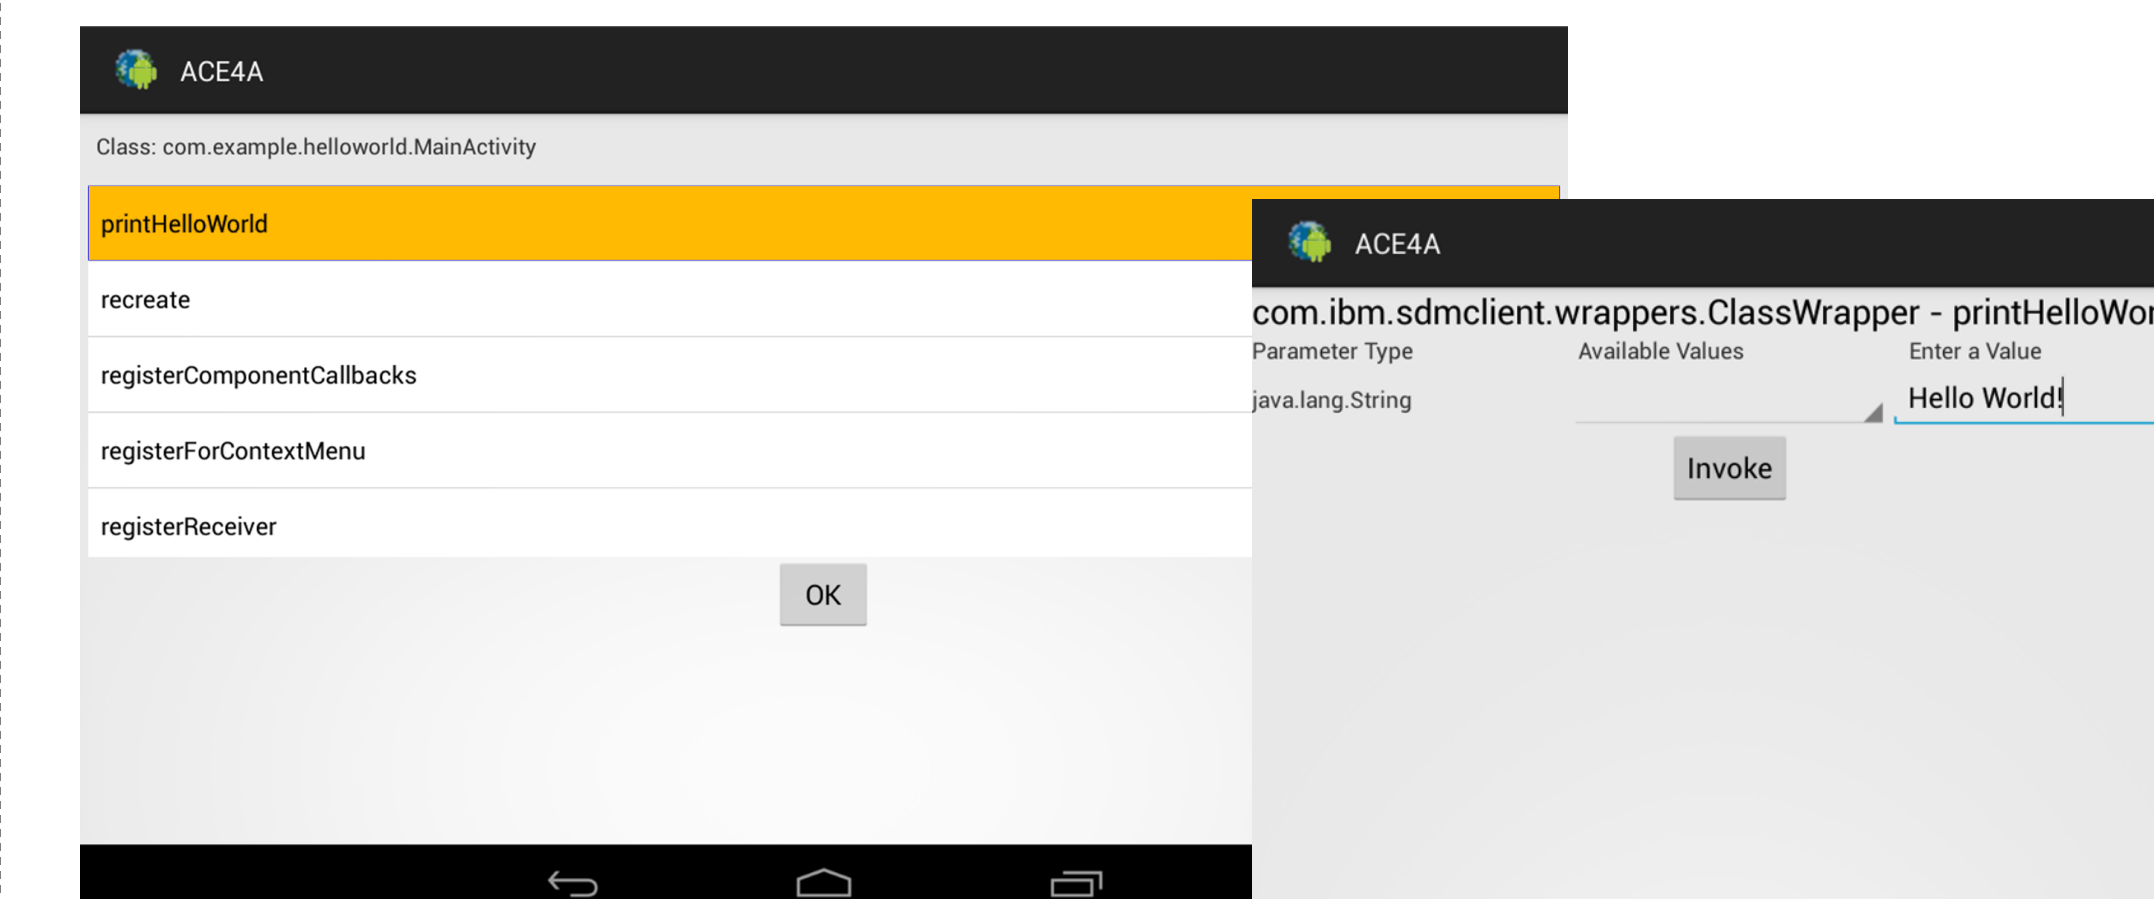 ACE4A
Class: com.example.helloworld.MainActivity
printHelloWorld
recreate
registerComponentCallbacks
registerForContextMenu
registerReceiver
OK
ACE4A
com.ibm.sdmclient.wrappers.ClassWrapper - printHelloWor
Parameter Type Available Values Enter a Value
java.lang.String Hello World!
Invoke